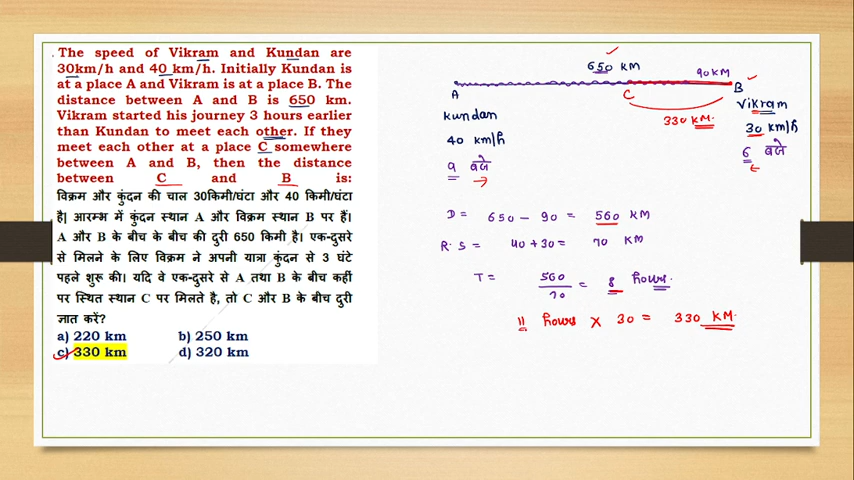 The speed of Vikram and Kundan are
30km/h and 40 km/h. Initially Kundan is
at a place A and Vikram is at a place B. The
distance between A and B is 650 km.
Vikram started his journey 3 hours earlier
than Kundan to meet each other. If they
meet each other at a place C somewhere
between A and B, then the distance
between C and B is:
विक्रम और कुंदन की चाल 30किमी/घंटा और 40 किमी/घंटा
है। आरम्भ में कुंदन स्थान A और विक्रम स्थान B पर हैं।
A और B के बीच के बीच की दुरी 650 किमी है। एक-दुसरे
से मिलने के लिए विक्रम ने अपनी यात्रा कुंदन से 3 घंटे
पहले शुरू की। यदि वे एक-दुसरे से A तथा B के बीच कहीं
पर स्थित स्थान C पर मिलते है, तो C और B के बीच दुरी
ज्ञात करें?
a) 220 km b) 250 km
c) 330 km d) 320 km
650 KM
90KM
A C B
330 KM.
Kundan
40 km/h
9 बजे
Vikram
30 km/h
6 बजे
D = 650 - 90 = 560 KM
R.S = 40 + 30 = 70 KM
T = 560/70 = 8 hours.
11 hours × 30 = 330 KM.